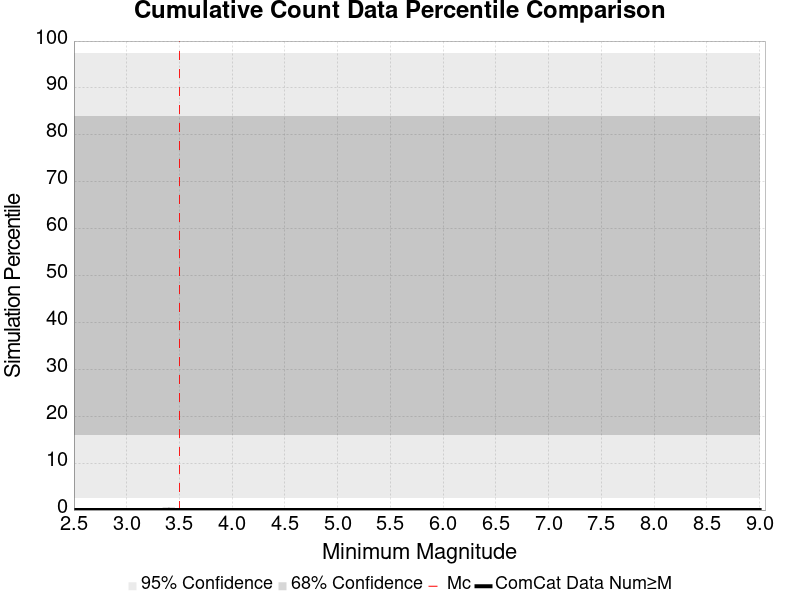 Cumulative Count Data Percentile Comparison
Simulation Percentile
100
90
80
70
60
50
40
30
20
10
0
2.5 3.0 3.5 4.0 4.5 5.0 5.5 6.0 6.5 7.0 7.5 8.0 8.5 9.0
Minimum Magnitude
95% Confidence 68% Confidence Mc ComCat Data Num≥M